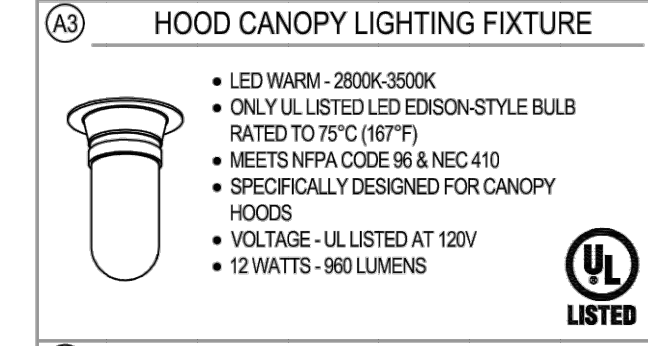 A3 HOOD CANOPY LIGHTING FIXTURE
• LED WARM - 2800K-3500K
• ONLY UL LISTED LED EDISON-STYLE BULB
RATED TO 75°C (167°F)
• MEETS NFPA CODE 96 & NEC 410
• SPECIFICALLY DESIGNED FOR CANOPY
HOODS
• VOLTAGE - UL LISTED AT 120V
• 12 WATTS - 960 LUMENS
UL ®
LISTED